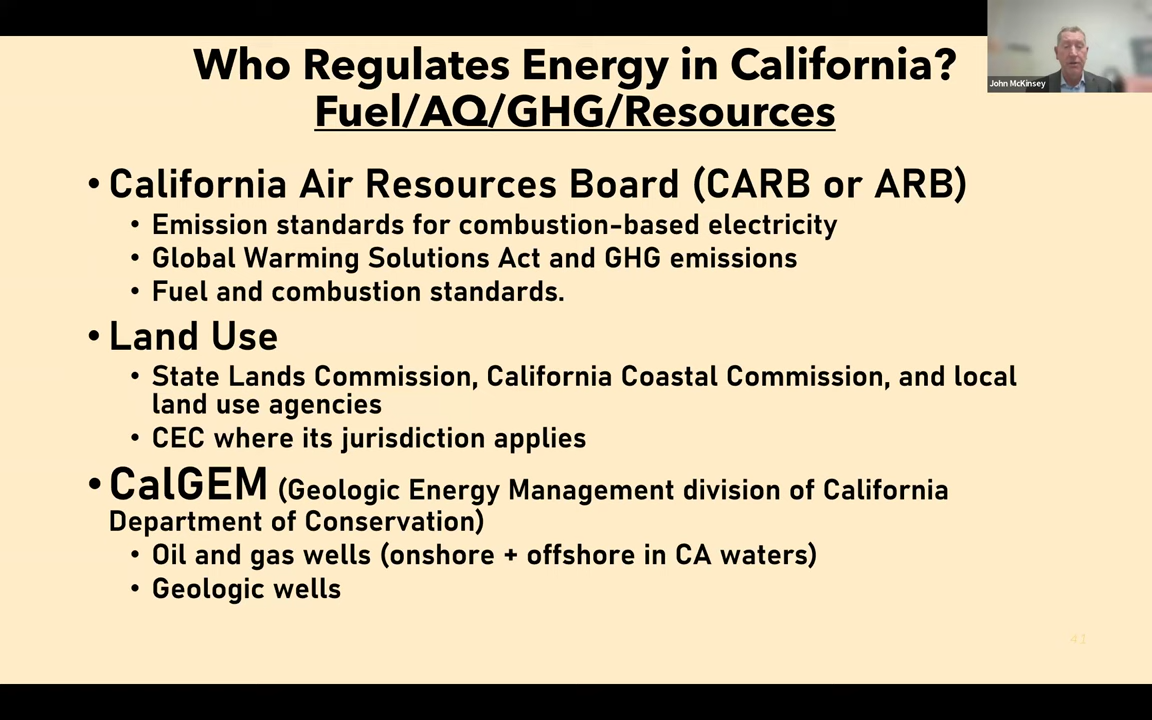 Who Regulates Energy in California?
Fuel/AQ/GHG/Resources
John McKinsey
• California Air Resources Board (CARB or ARB)
• Emission standards for combustion-based electricity
• Global Warming Solutions Act and GHG emissions
• Fuel and combustion standards.
• Land Use
• State Lands Commission, California Coastal Commission, and local
land use agencies
• CEC where its jurisdiction applies
• CalGEM (Geologic Energy Management division of California
Department of Conservation)
• Oil and gas wells (onshore + offshore in CA waters)
• Geologic wells
41